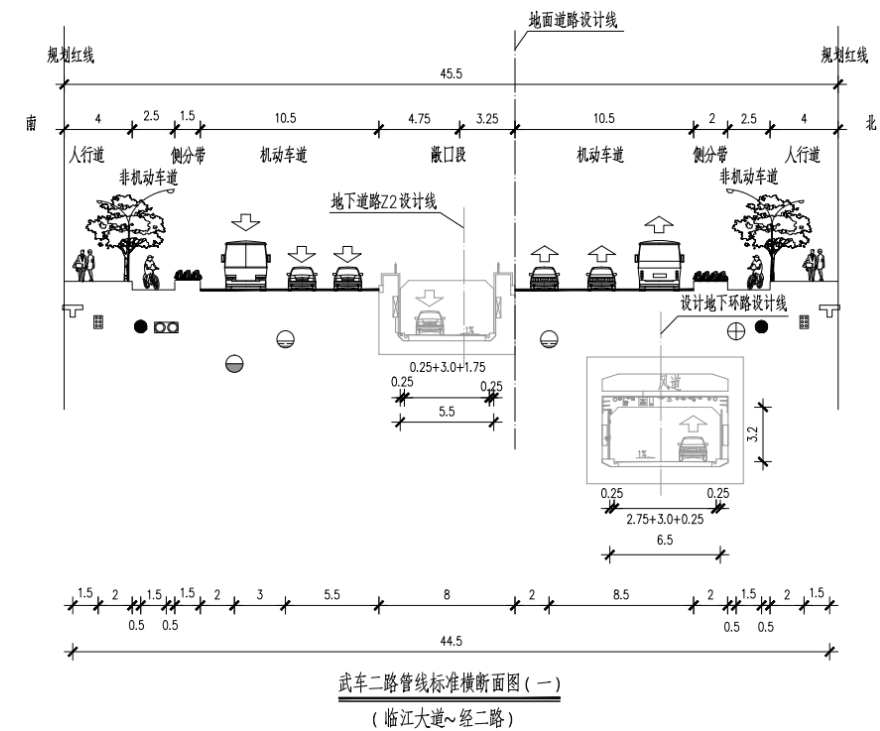 地面道路设计线
规划红线
规划红线
45.5
南
4
2.5
1.5
10.5
4.75
3.25
10.5
2
2.5
4
北
人行道
侧分带
机动车道
敞口段
机动车道
侧分带
人行道
非机动车道
非机动车道
地下道路Z2设计线
设计地下环路设计线
1%
0.25+3.0+1.75
0.25
0.25
5.5
风道
3.2
1%
0.25
0.25
2.75+3.0+0.25
6.5
1.5
2
1.5
1.5
2
3
5.5
8
2
8.5
2
1.5
2
1.5
0.5
0.5
0.5
0.5
44.5
武车二路管线标准横断面图(一)
(临江大道~经二路)